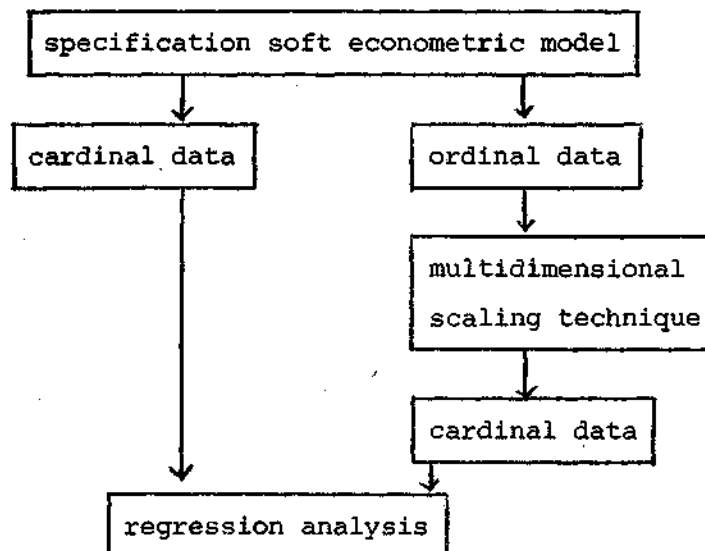 specification soft econometric model
cardinal data
ordinal data
multidimensional
scaling technique
cardinal data
regression analysis